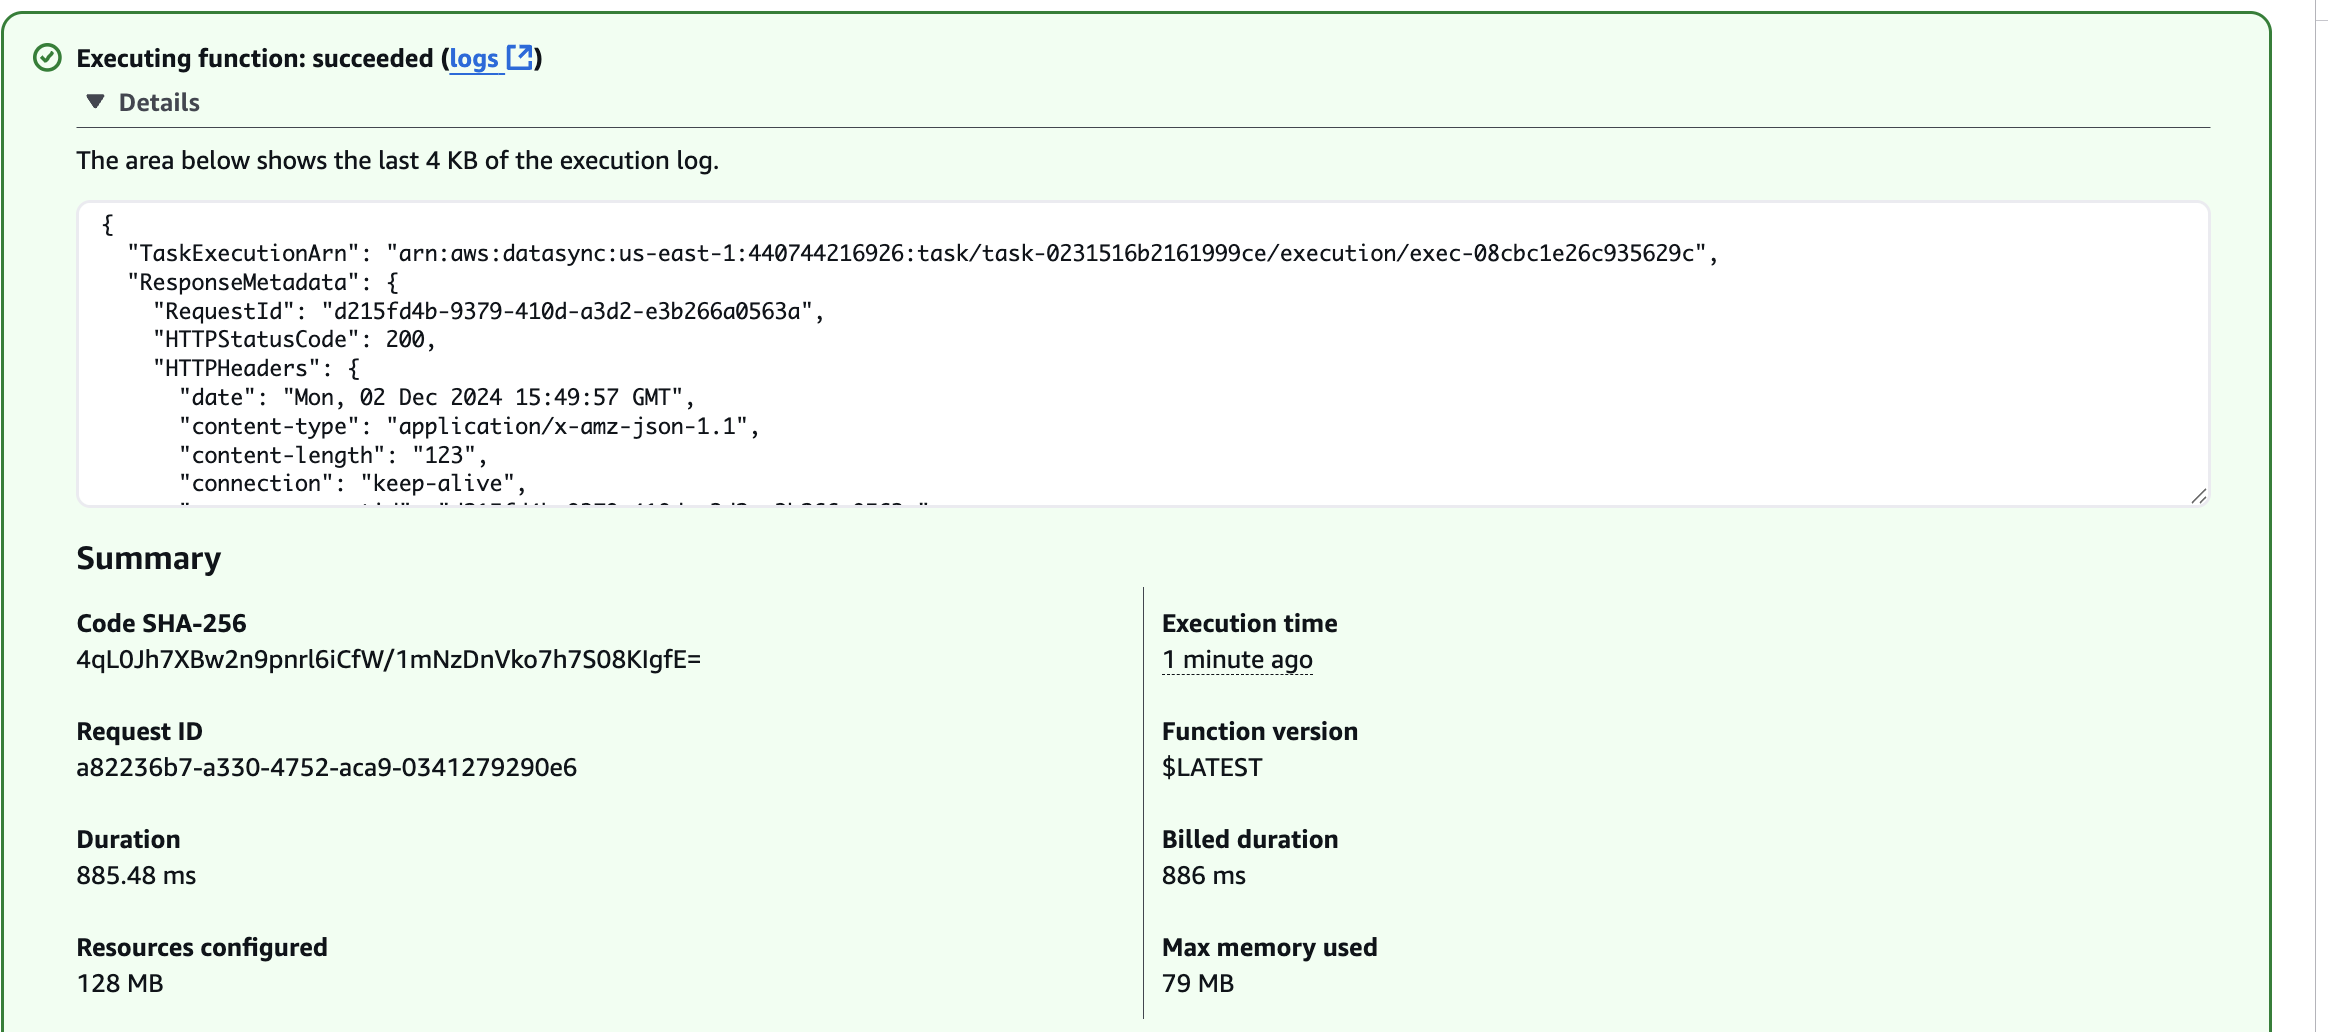 Executing function: succeeded (logs)
Details
The area below shows the last 4 KB of the execution log.
{
"TaskExecutionArn": "arn:aws:datasync:us-east-1:440744216926:task/task-0231516b2161999ce/execution/exec-08cbc1e26c935629c",
"ResponseMetadata": {
"RequestId": "d215fd4b-9379-410d-a3d2-e3b266a0563a",
"HTTPStatusCode": 200,
"HTTPHeaders": {
"date": "Mon, 02 Dec 2024 15:49:57 GMT",
"content-type": "application/x-amz-json-1.1",
"content-length": "123",
"connection": "keep-alive",
Summary
Code SHA-256
4qL0Jh7XBw2n9pnrl6iCfW/1mNzDnVko7h7S08KIgfE=
Execution time
1 minute ago
Request ID
a82236b7-a330-4752-aca9-0341279290e6
Function version
$LATEST
Duration
885.48 ms
Billed duration
886 ms
Resources configured
128 MB
Max memory used
79 MB